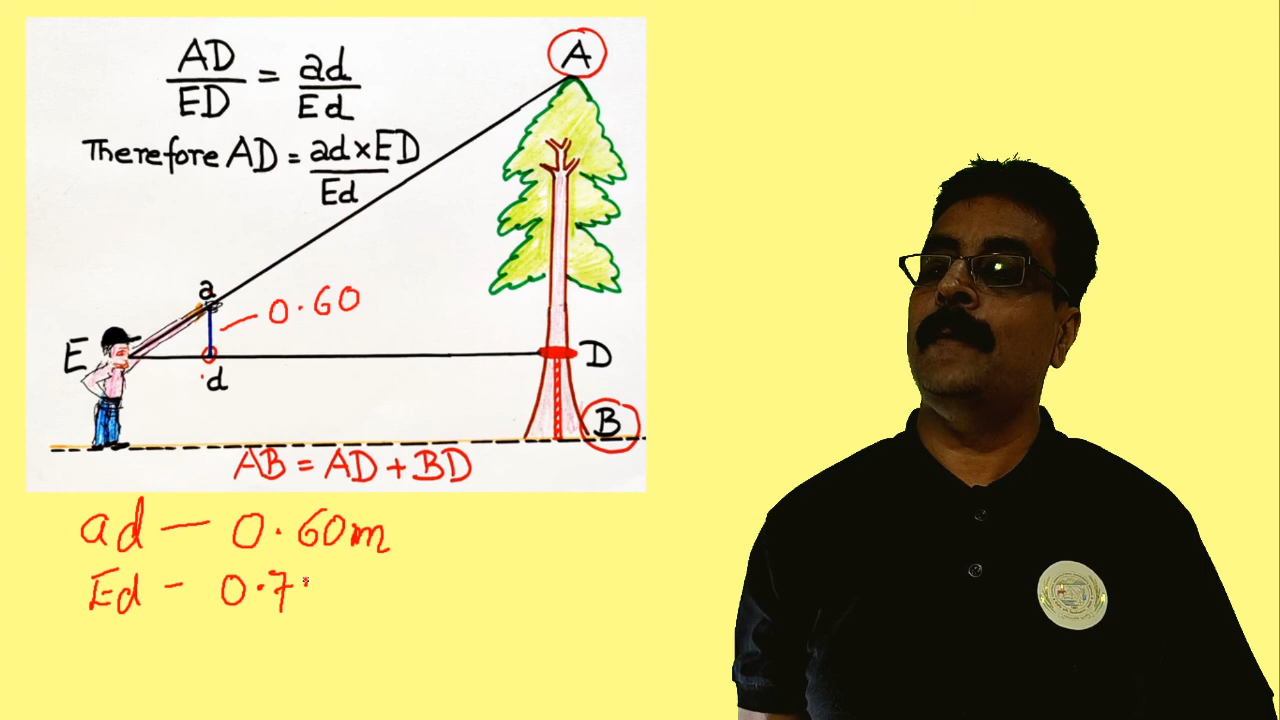 AD/ED = ad/Ed
A
Therefore AD = ad x ED/Ed
a
0.60
E
D
d
B
AB = AD + BD
ad — 0.60m
Ed - 0.7